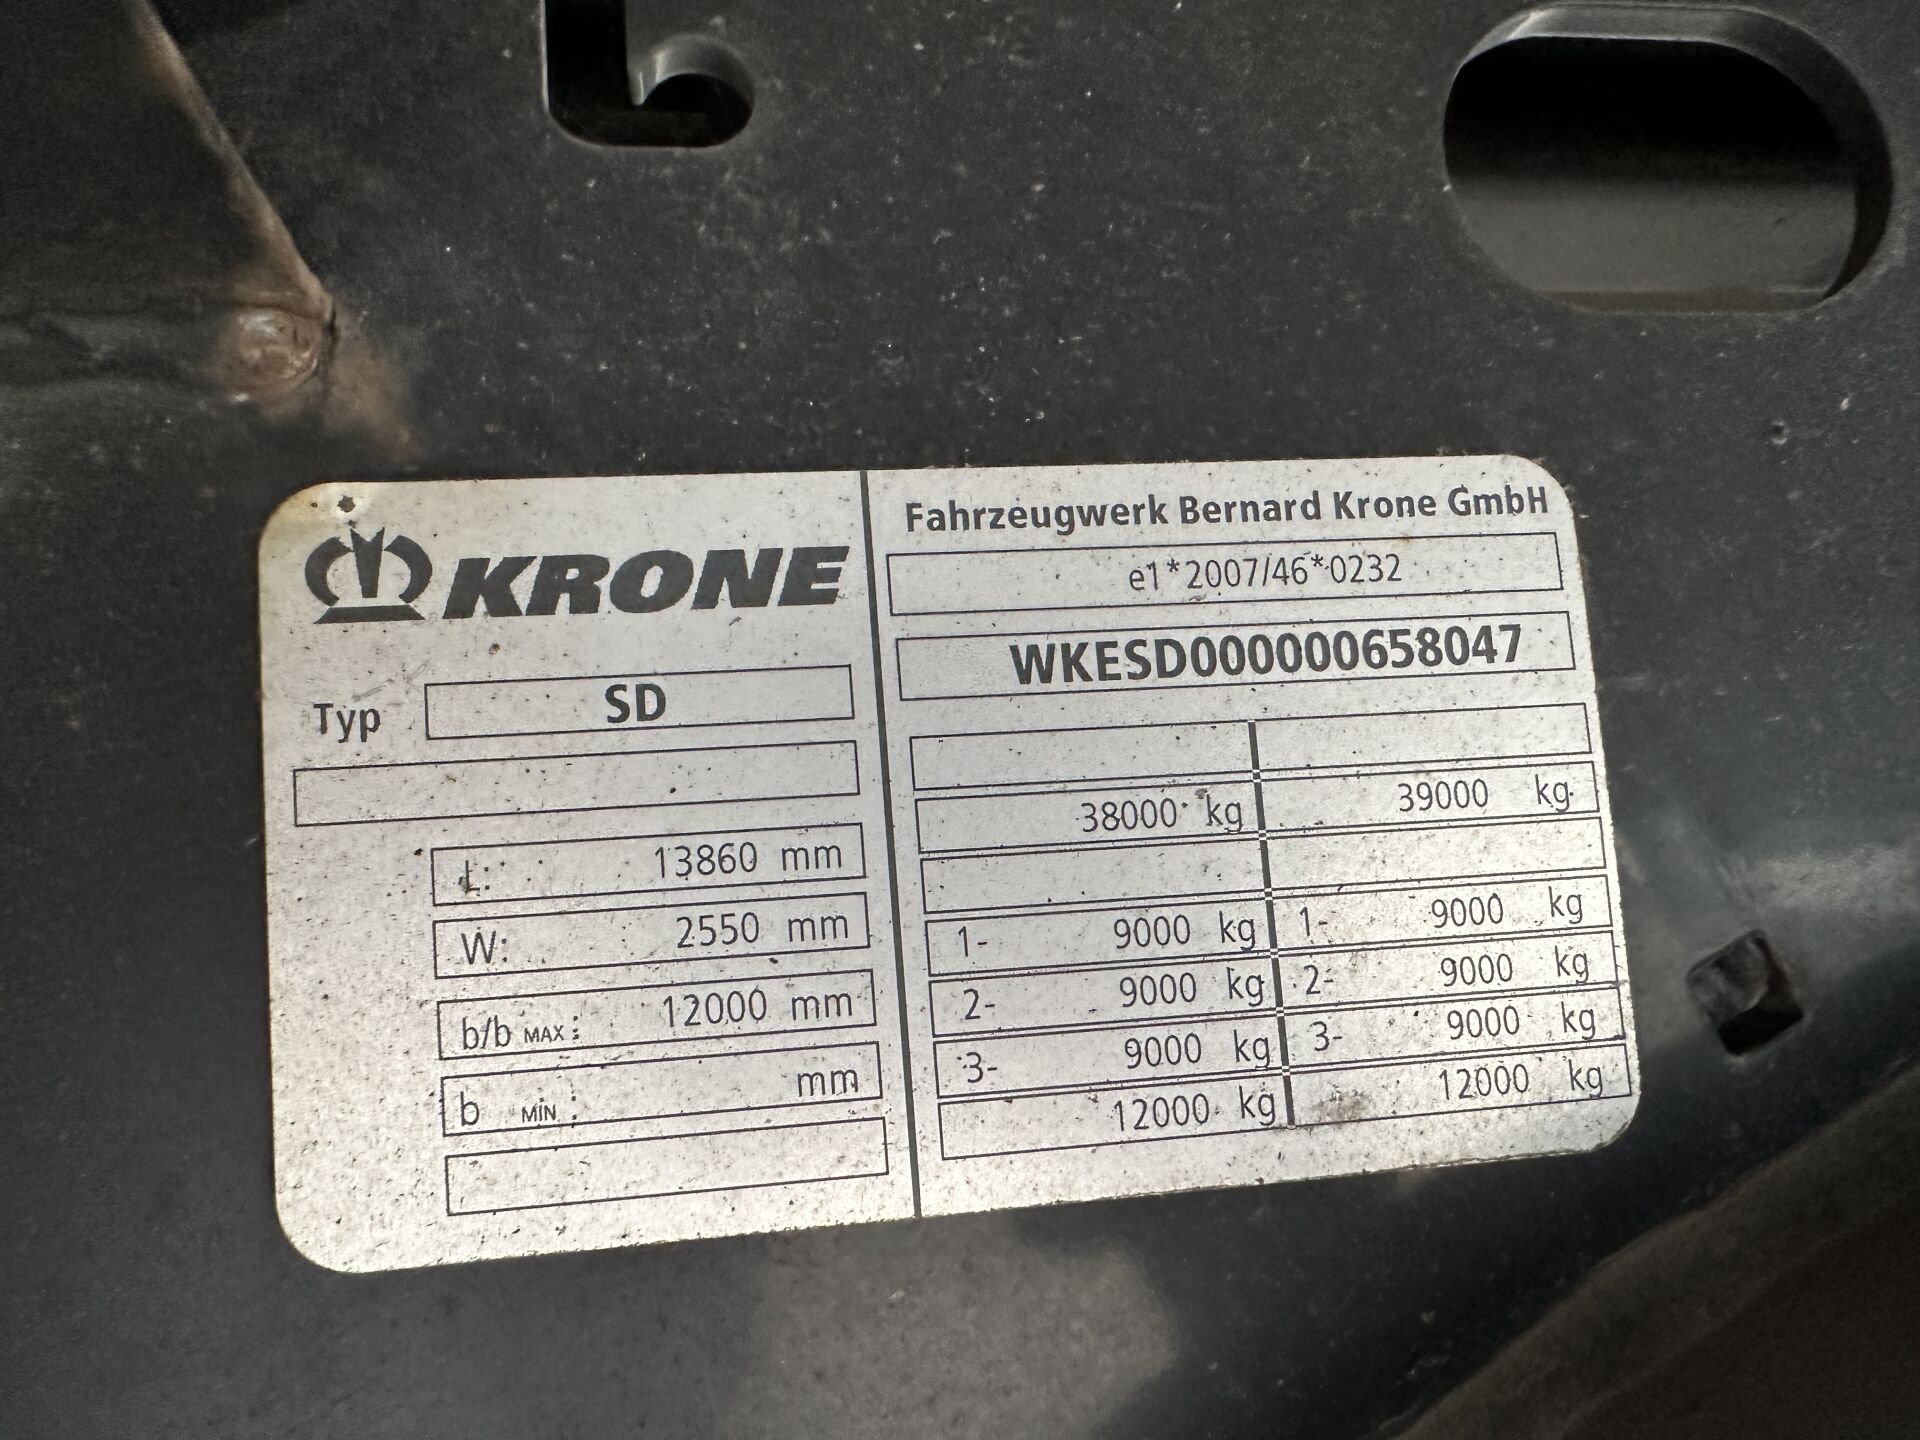 KRONE
Typ SD
L: 13860 mm
W: 2550 mm
b/b MAX: 12000 mm
b MIN: mm
Fahrzeugwerk Bernard Krone GmbH
e1*2007/46*0232
WKESD000000658047
38000 kg 39000 kg
1- 9000 kg 1- 9000 kg
2- 9000 kg 2- 9000 kg
3- 9000 kg 3- 9000 kg
12000 kg 12000 kg